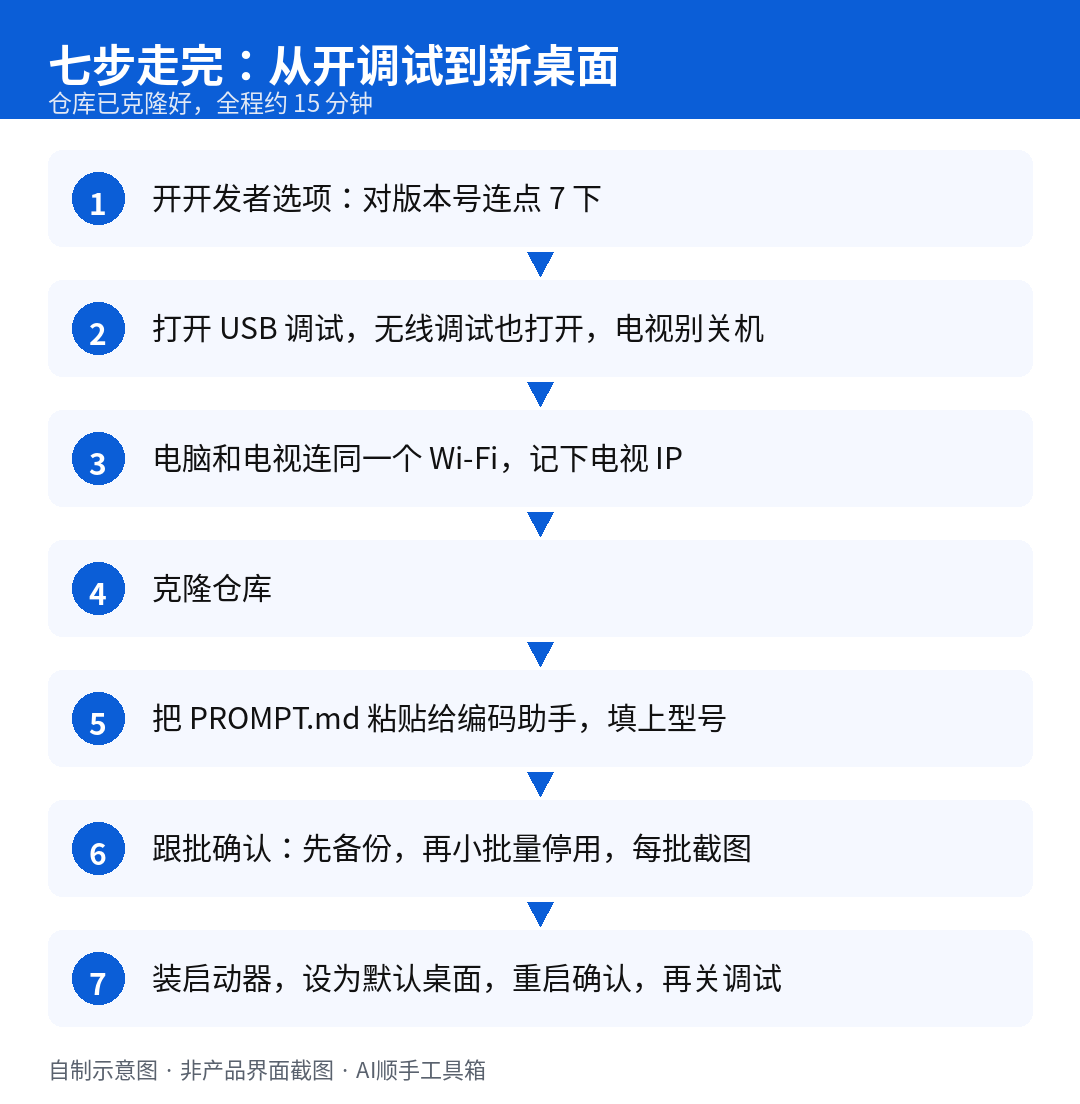 七步走完：从开调试到新桌面
仓库已克隆好，全程约 15 分钟
1 开开发者选项：对版本号连点 7 下
2 打开 USB 调试，无线调试也打开，电视别关机
3 电脑和电视连同一个 Wi-Fi，记下电视 IP
4 克隆仓库
5 把 PROMPT.md 粘贴给编码助手，填上型号
6 跟批确认：先备份，再小批量停用，每批截图
7 装启动器，设为默认桌面，重启确认，再关调试
自制示意图 · 非产品界面截图 · AI顺手工具箱